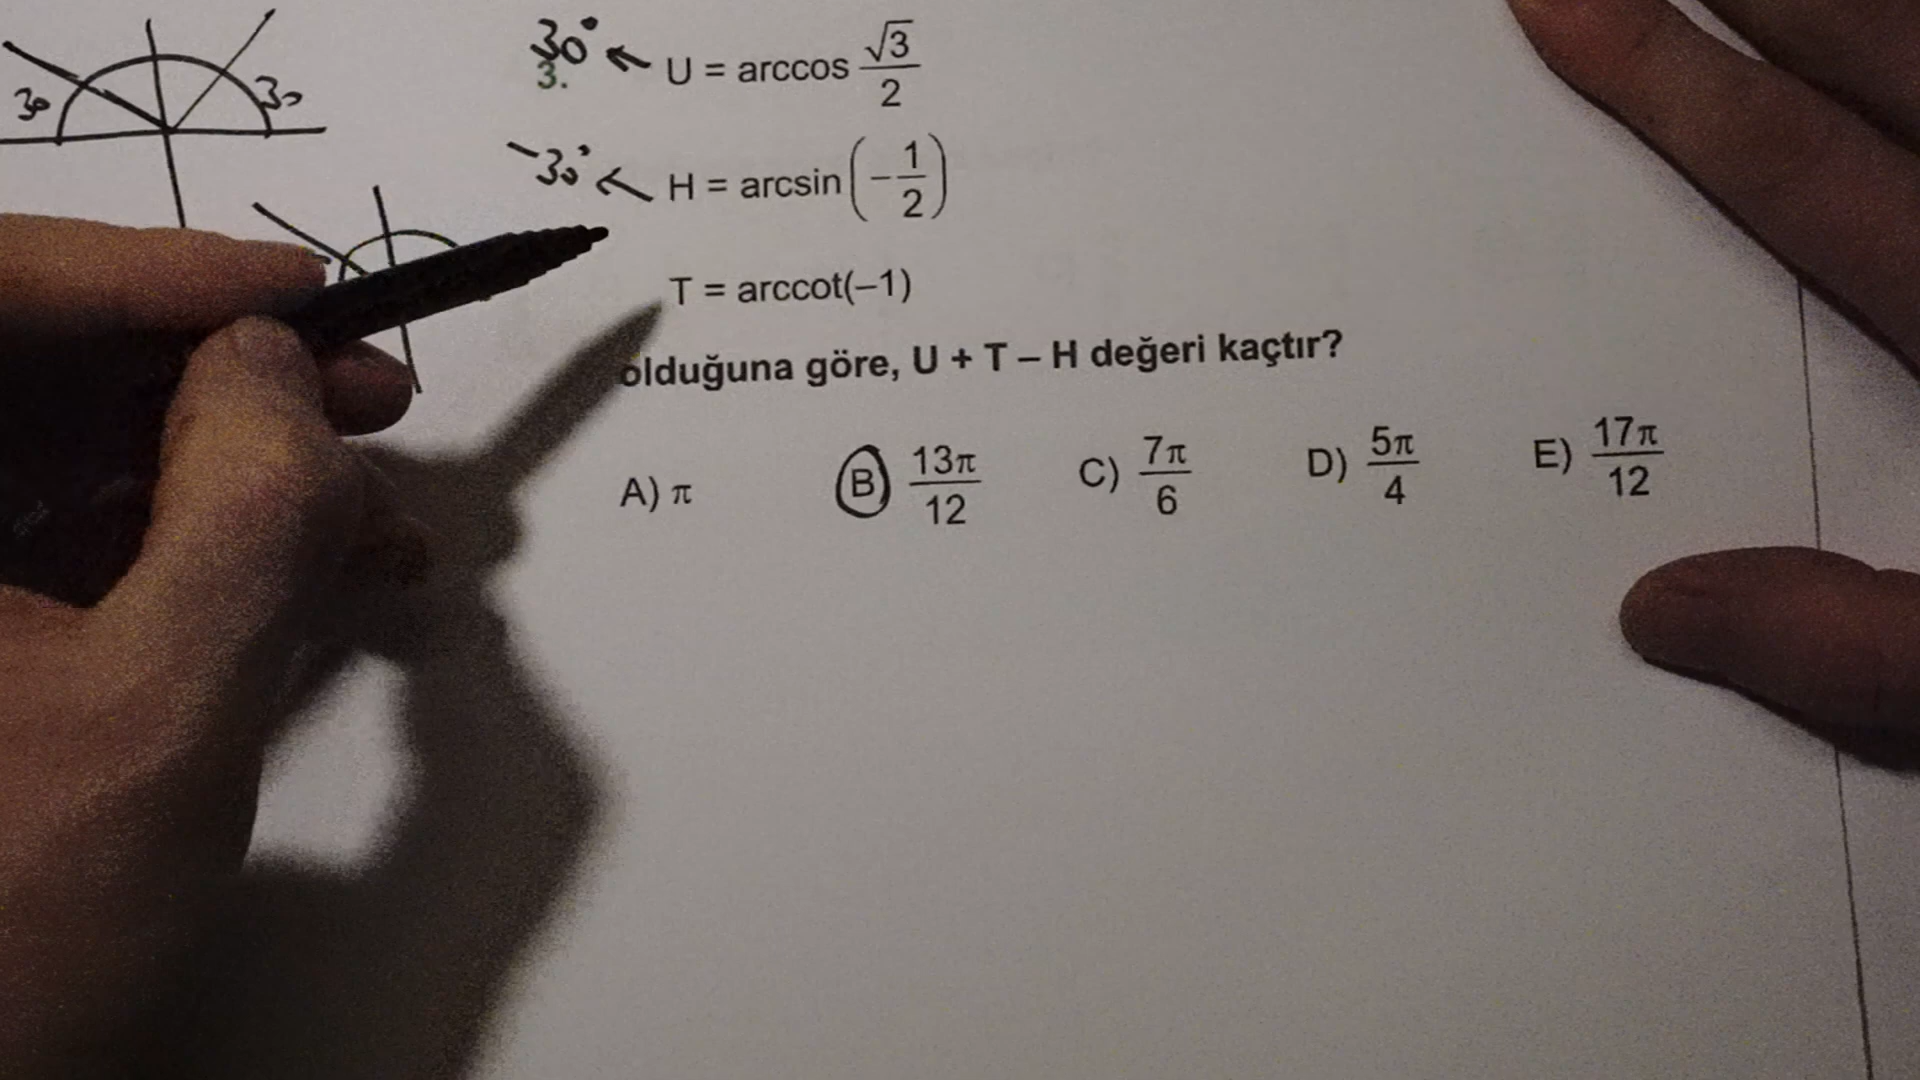 30 30
30°
3.
U = arccos √3/2
-30°
H = arcsin(-1/2)
T = arccot(–1)
olduğuna göre, U + T – H değeri kaçtır?
A) π B) 13π/12 C) 7π/6 D) 5π/4 E) 17π/12